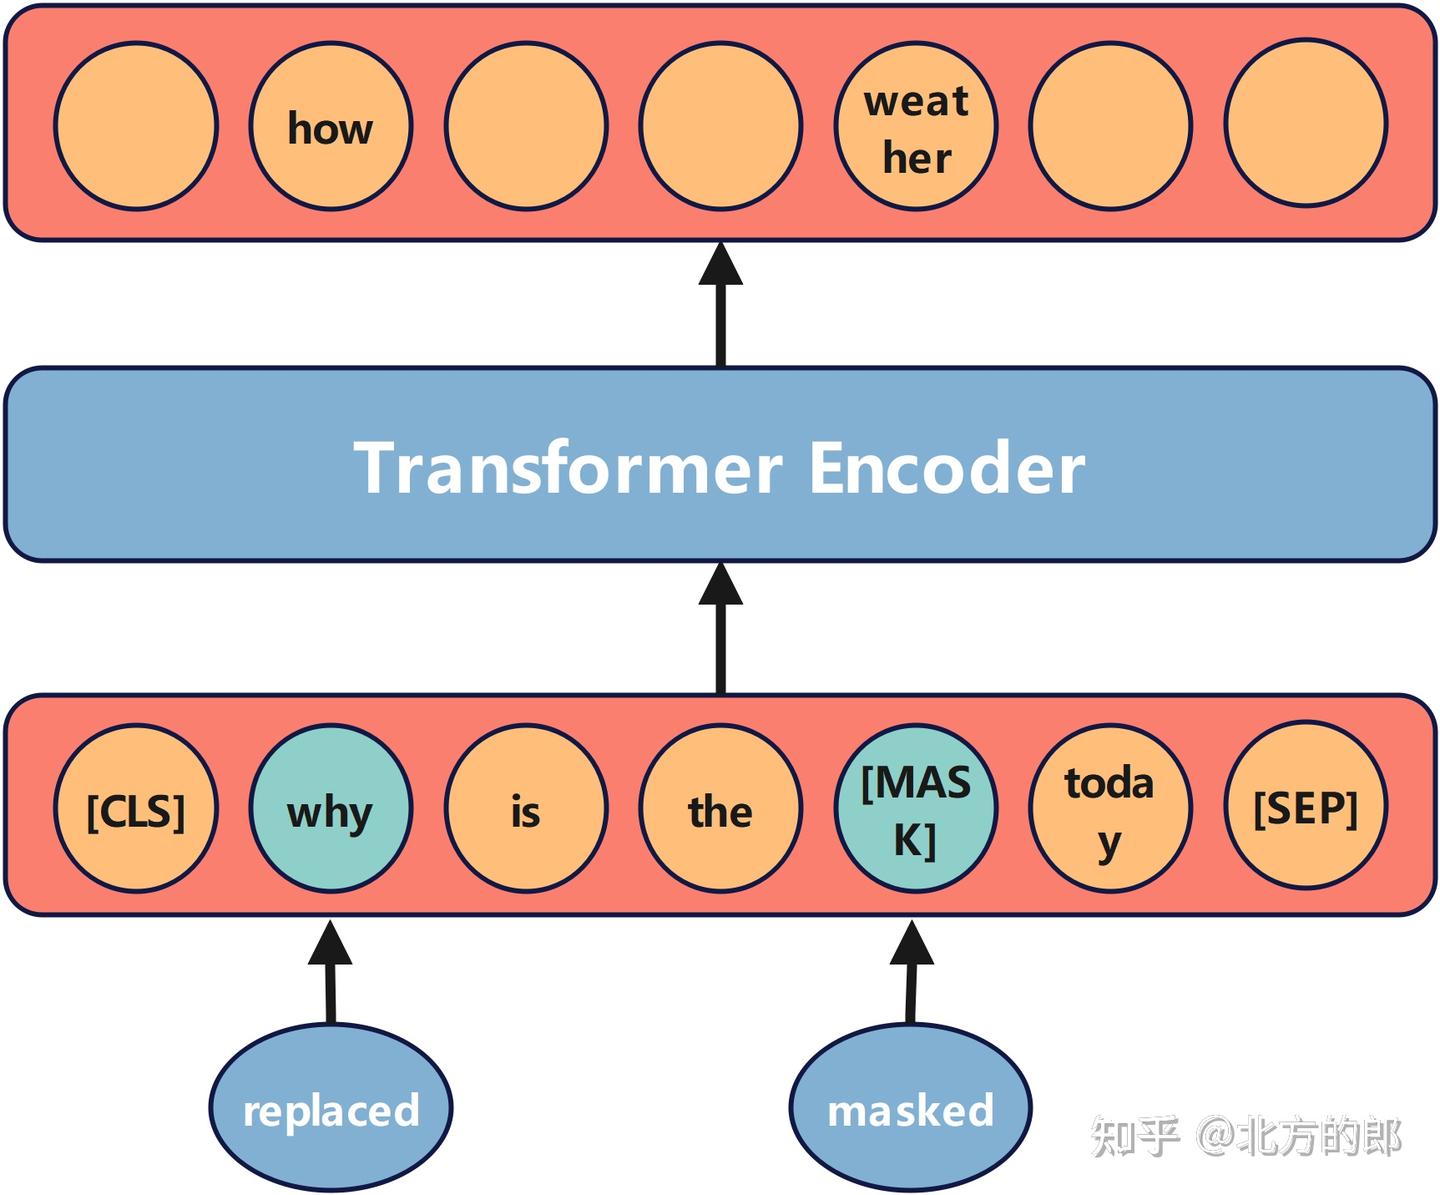 how
weat
her
Transformer Encoder
[CLS]
why
is
the
[MAS
K]
toda
y
[SEP]
replaced
masked
知乎 @北方的郎